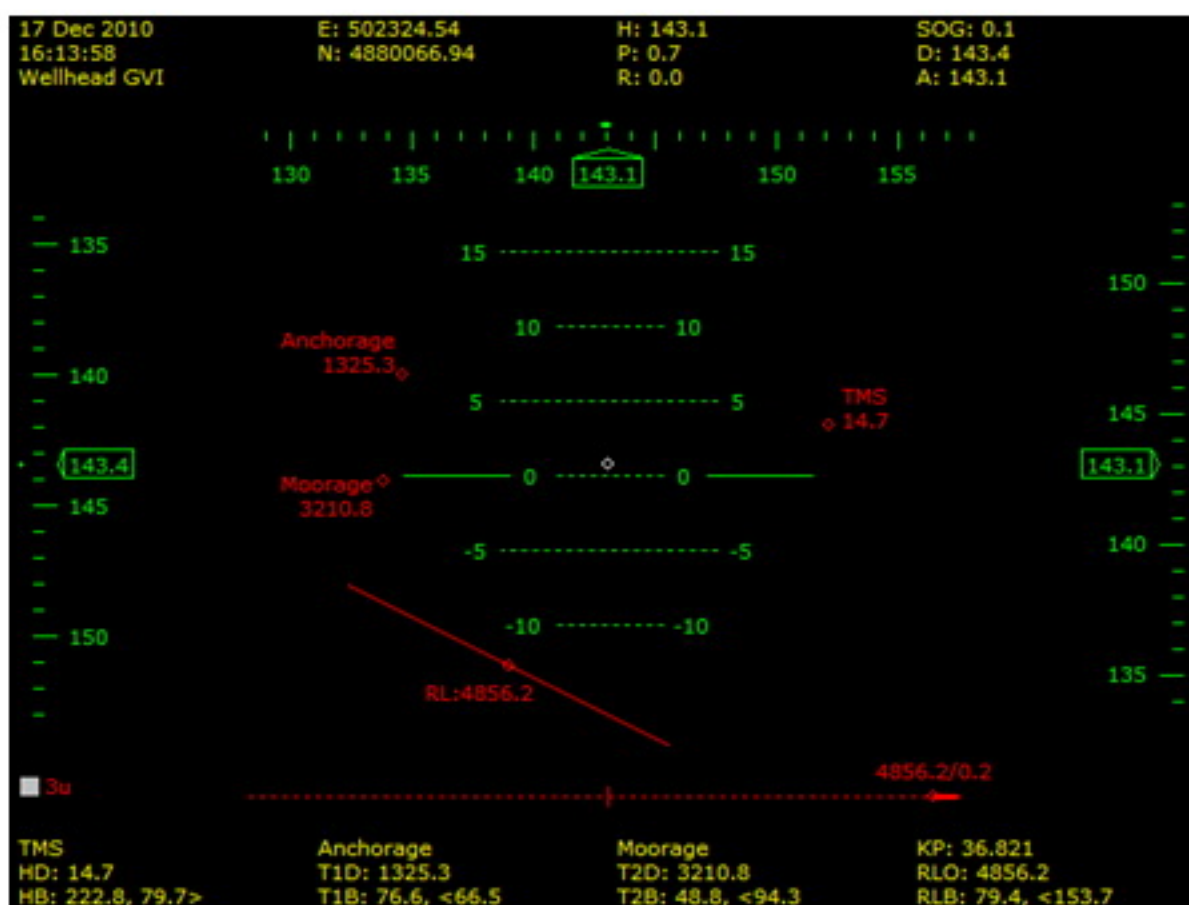 17 Dec 2010 E: 502324.54 H: 143.1 SOG: 0.1
16:13:58 N: 4880066.94 P: 0.7 D: 143.4
Wellhead GVI R: 0.0 A: 143.1
130 135 140 143.1 150 155
135
15 15
150
10 10
Anchorage
1325.3
140
5 5
TMS
14.7
145
143.4
143.1
Moorage
3210.8
0 0
145
140
-5 -5
-10 -10
150
135
RL:4856.2
3u
4856.2/0.2
TMS Anchorage Moorage KP: 36.821
HD: 14.7 T1D: 1325.3 T2D: 3210.8 RLO: 4856.2
HB: 222.8, 79.7> T1B: 76.6, <66.5 T2B: 48.8, <94.3 RLB: 79.4, <153.7